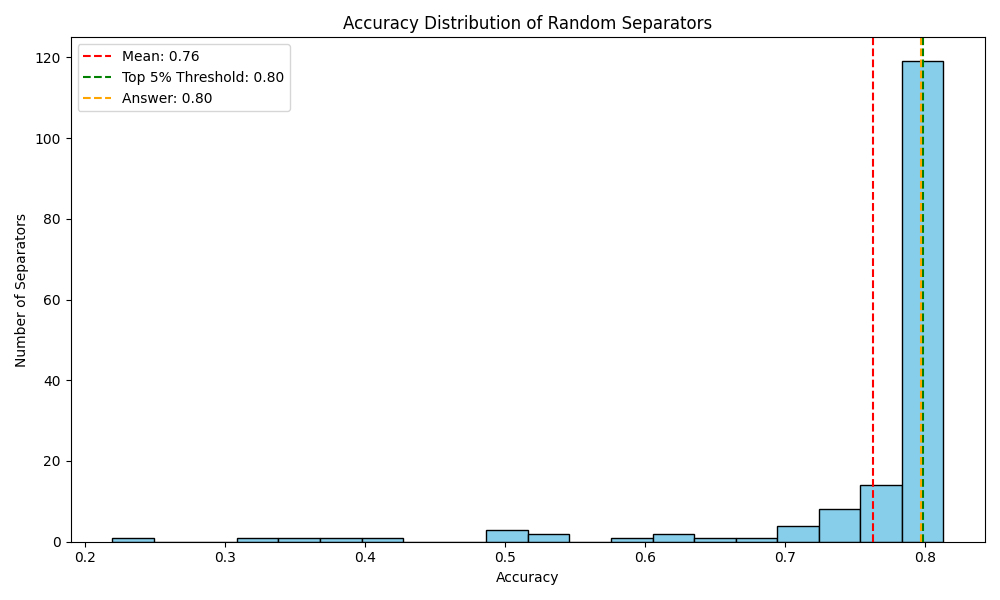 Accuracy Distribution of Random Separators
Mean: 0.76
Top 5% Threshold: 0.80
Answer: 0.80
120
100
80
60
40
20
0
Number of Separators
0.2 0.3 0.4 0.5 0.6 0.7 0.8
Accuracy